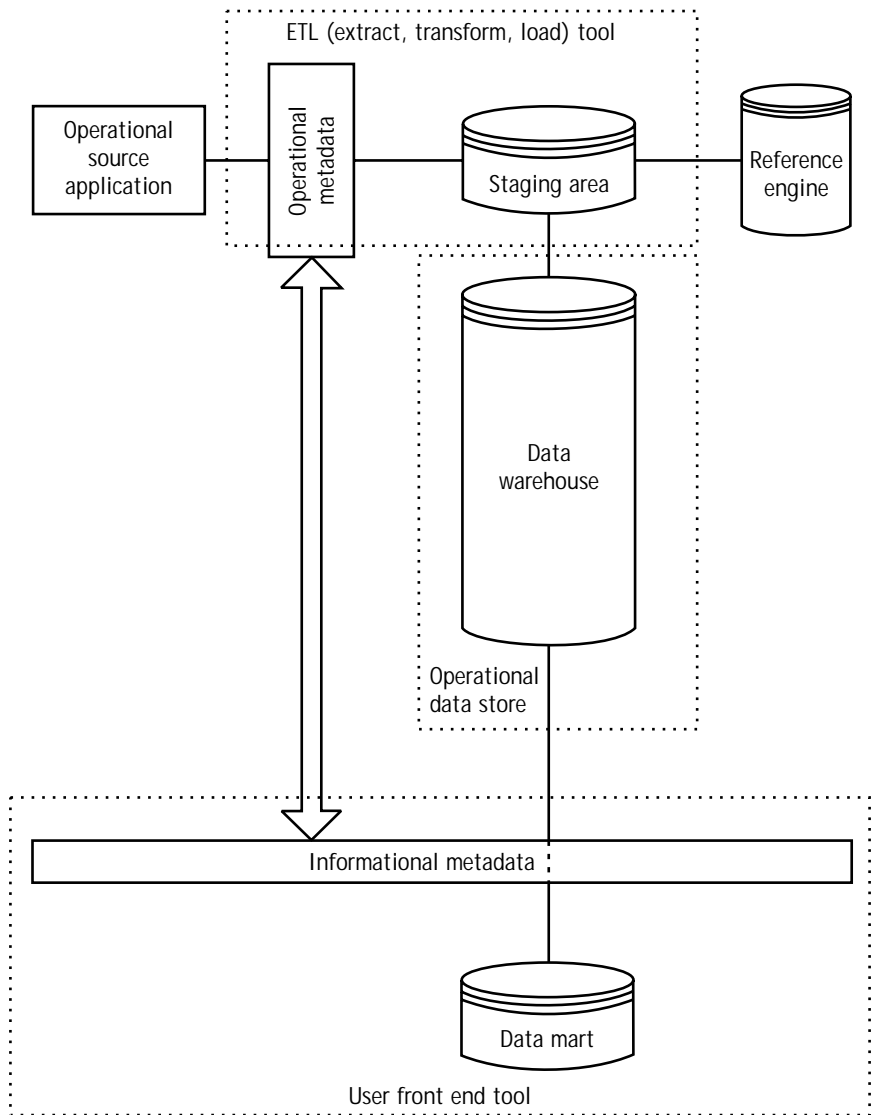 ETL (extract, transform, load) tool
Operational
source
application
Operational
metadata
Staging area
Reference
engine
Data
warehouse
Operational
data store
Informational metadata
Data mart
User front end tool